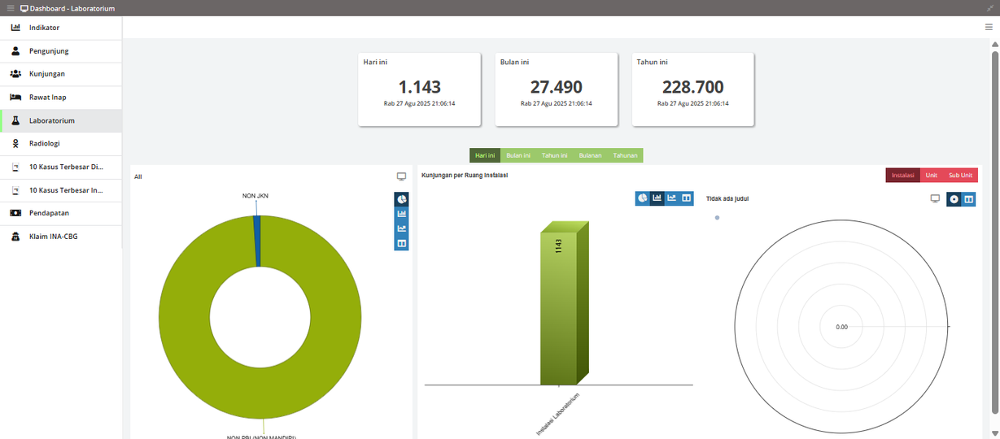 Dashboard - Laboratorium
Indikator
Pengunjung
Kunjungan
Rawat Inap
Laboratorium
Radiologi
10 Kasus Terbesar Di...
10 Kasus Terbesar In...
Pendapatan
Klaim INA-CBG
Hari ini
1.143
Rab 27 Agu 2025 21:06:14
Bulan ini
27.490
Rab 27 Agu 2025 21:06:14
Tahun ini
228.700
Rab 27 Agu 2025 21:06:14
Hari ini Bulan ini Tahun ini Bulanan Tahunan
All
NON JKN
NON PBI (NON MANDIRI)
Kunjungan per Ruang Instalasi
Instalasi Unit Sub Unit
1143
Instalasi Laboratorium
Tidak ada judul
0.00